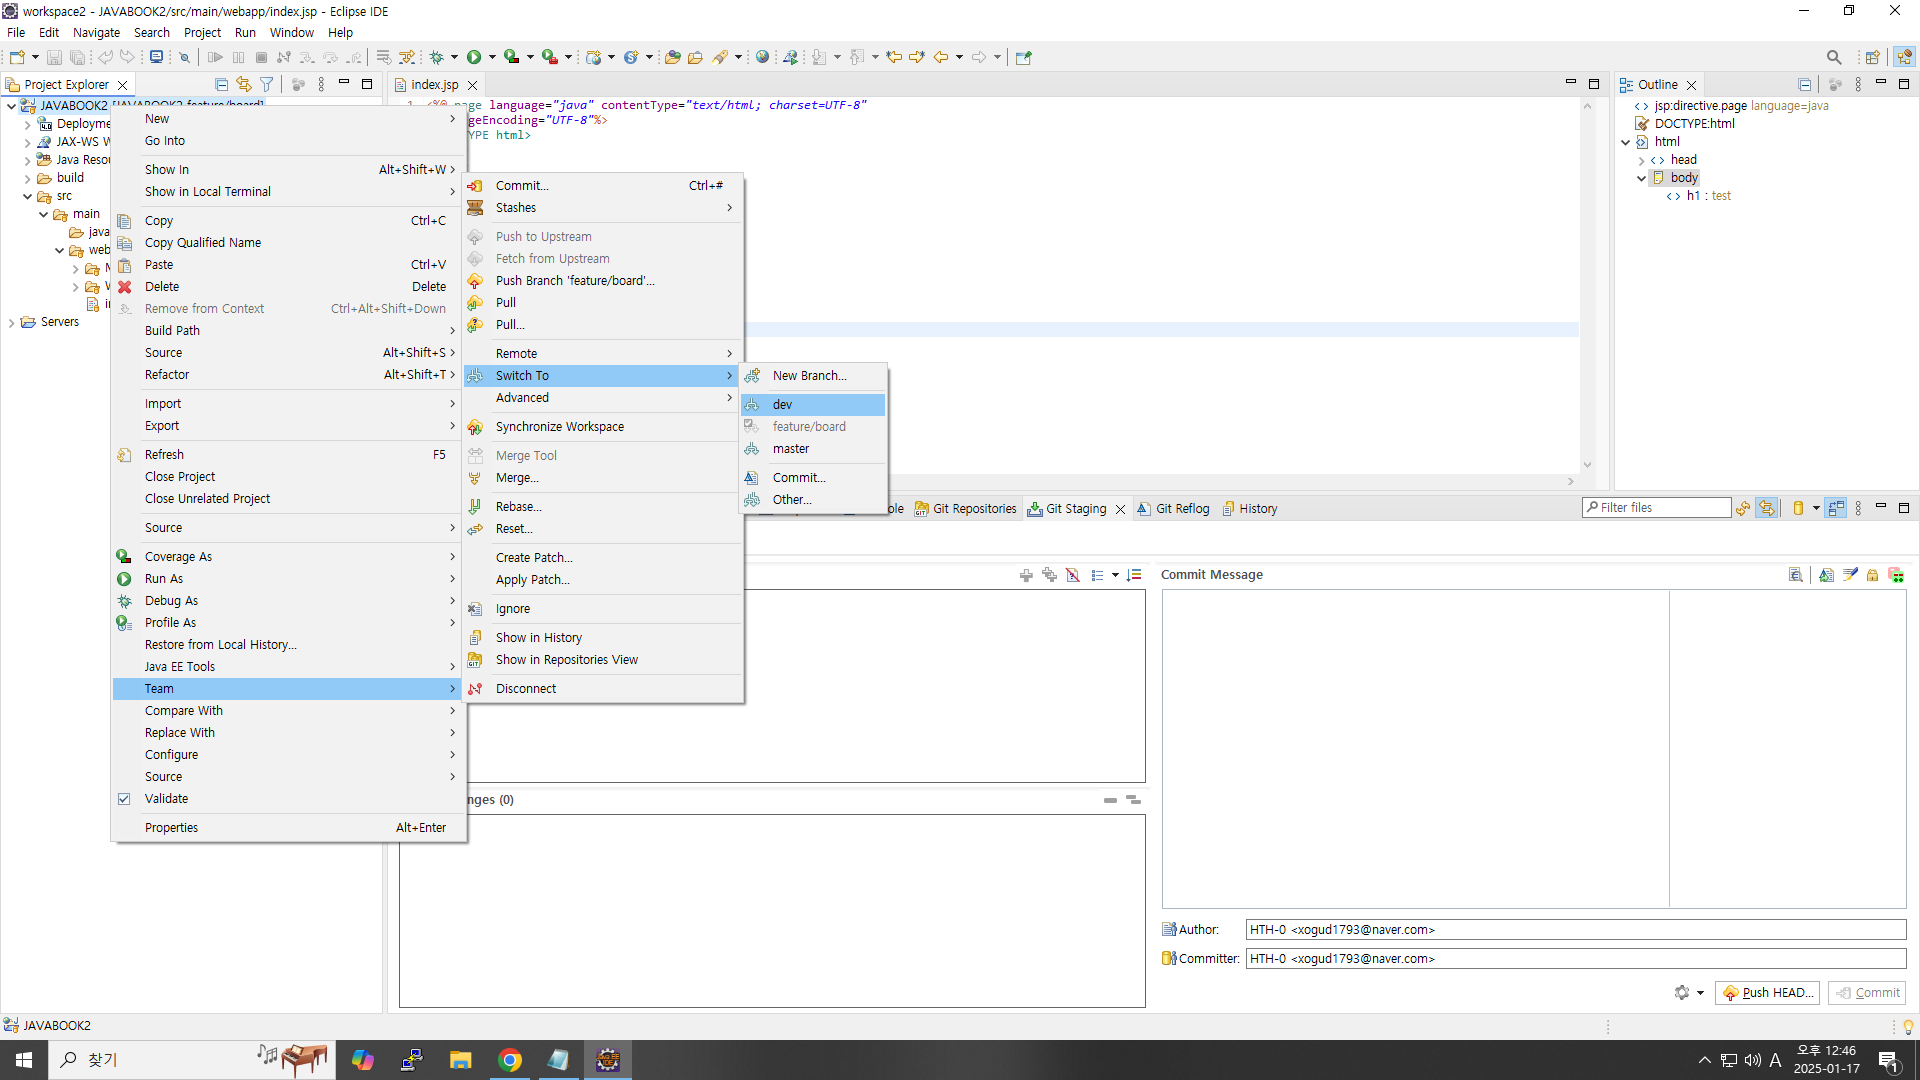 workspace2 - JAVABOOK2/src/main/webapp/index.jsp - Eclipse IDE
File Edit Navigate Search Project Run Window Help
Project Explorer
index.jsp
Outline
JAVABOOK2 [JAVABOOK2 feature/board]
Deployme
JAX-WS W
Java Resou
build
src
main
java
web
Servers
1 <%@ page language="java" contentType="text/html; charset=UTF-8"
geEncoding="UTF-8"%>
YPE html>
jsp:directive.page language=java
DOCTYPE:html
html
head
body
h1 : test
New
Go Into
Show In Alt+Shift+W
Show in Local Terminal
Copy Ctrl+C
Copy Qualified Name
Paste Ctrl+V
Delete Delete
Remove from Context Ctrl+Alt+Shift+Down
Build Path
Source Alt+Shift+S
Refactor Alt+Shift+T
Import
Export
Refresh F5
Close Project
Close Unrelated Project
Source
Coverage As
Run As
Debug As
Profile As
Restore from Local History...
Java EE Tools
Team
Compare With
Replace With
Configure
Source
Validate
Properties Alt+Enter
Commit... Ctrl+#
Stashes
Push to Upstream
Fetch from Upstream
Push Branch 'feature/board'...
Pull
Pull...
Remote
Switch To
Advanced
Synchronize Workspace
Merge Tool
Merge...
Rebase...
Reset...
Create Patch...
Apply Patch...
Ignore
Show in History
Show in Repositories View
Disconnect
New Branch...
dev
feature/board
master
Commit...
Other...
ole Git Repositories Git Staging Git Reflog History
Filter files
Commit Message
nges (0)
Author: HTH-0 <xogud1793@naver.com>
Committer: HTH-0 <xogud1793@naver.com>
Push HEAD... Commit
JAVABOOK2
찾기
A
오후 12:46
2025-01-17
1